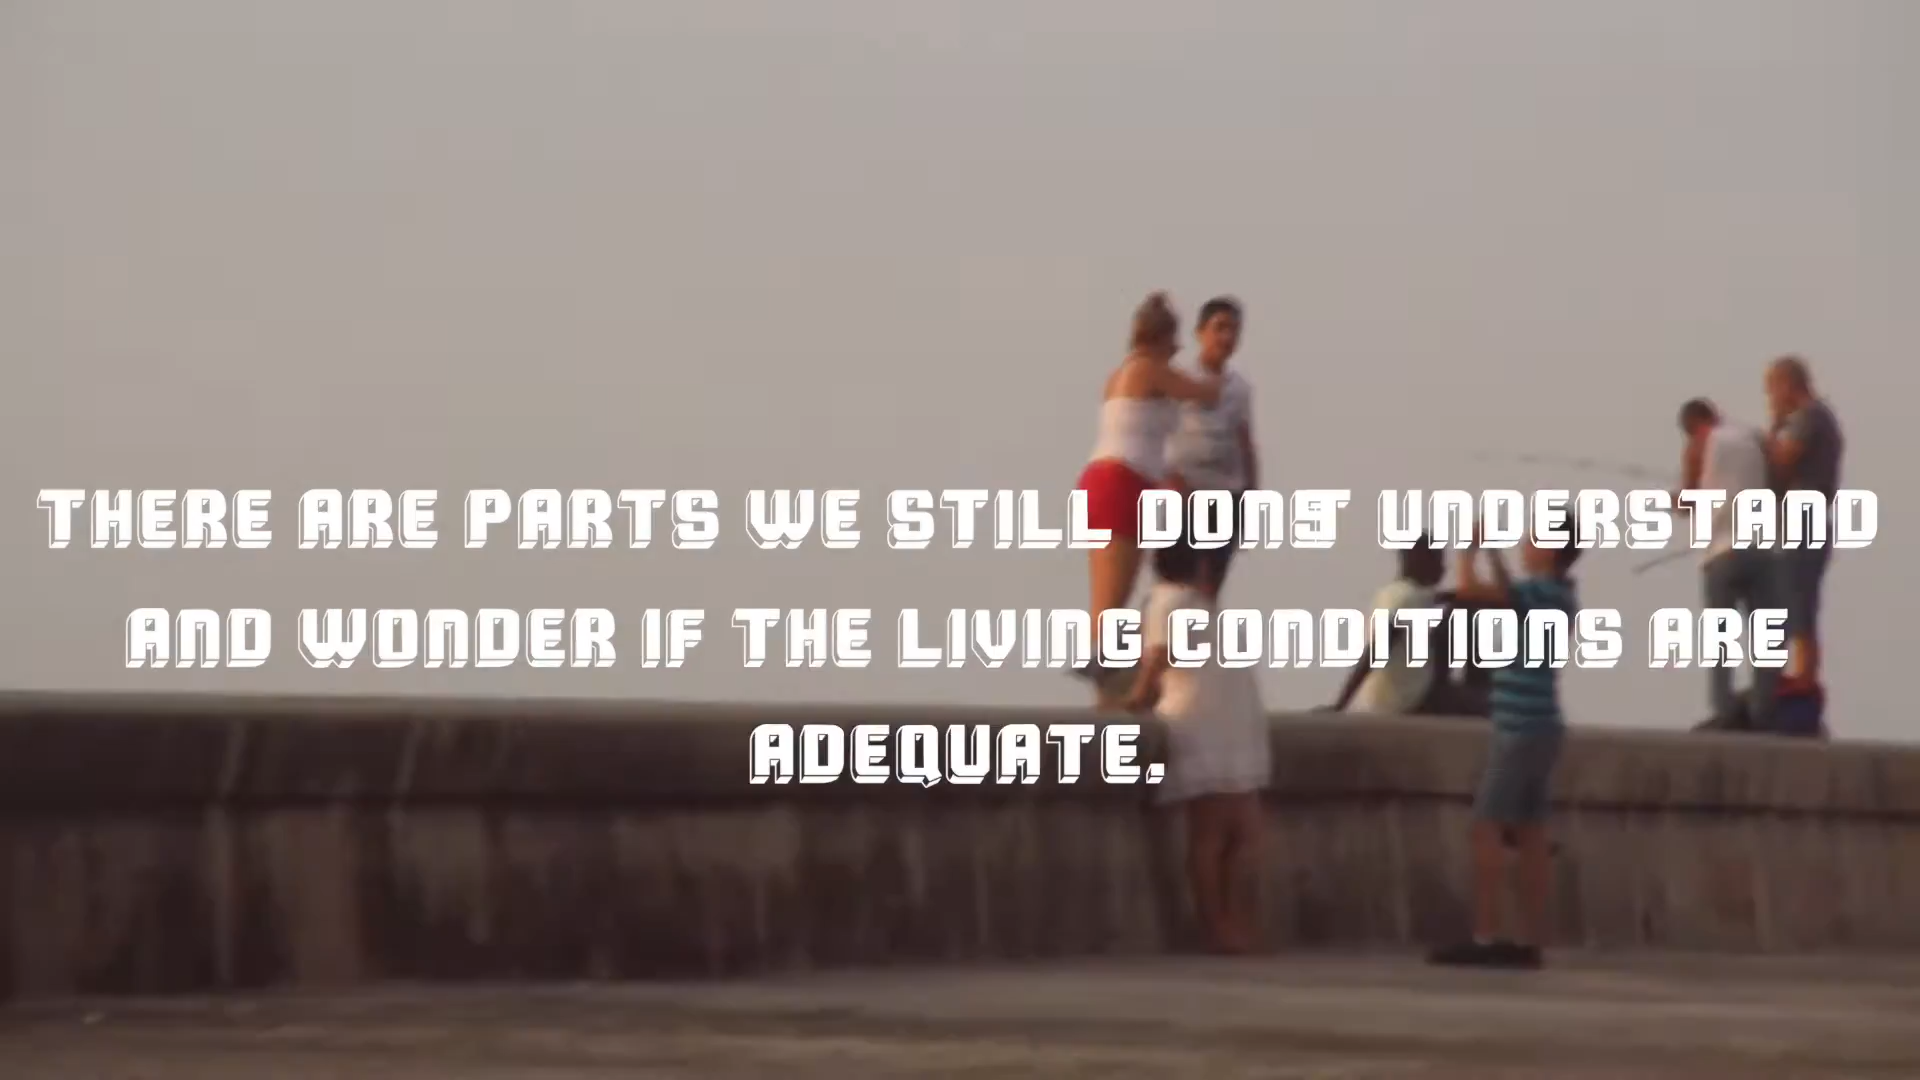 THERE ARE PARTS WE STILL DON'T UNDERSTAND
AND WONDER IF THE LIVING CONDITIONS ARE
ADEQUATE.